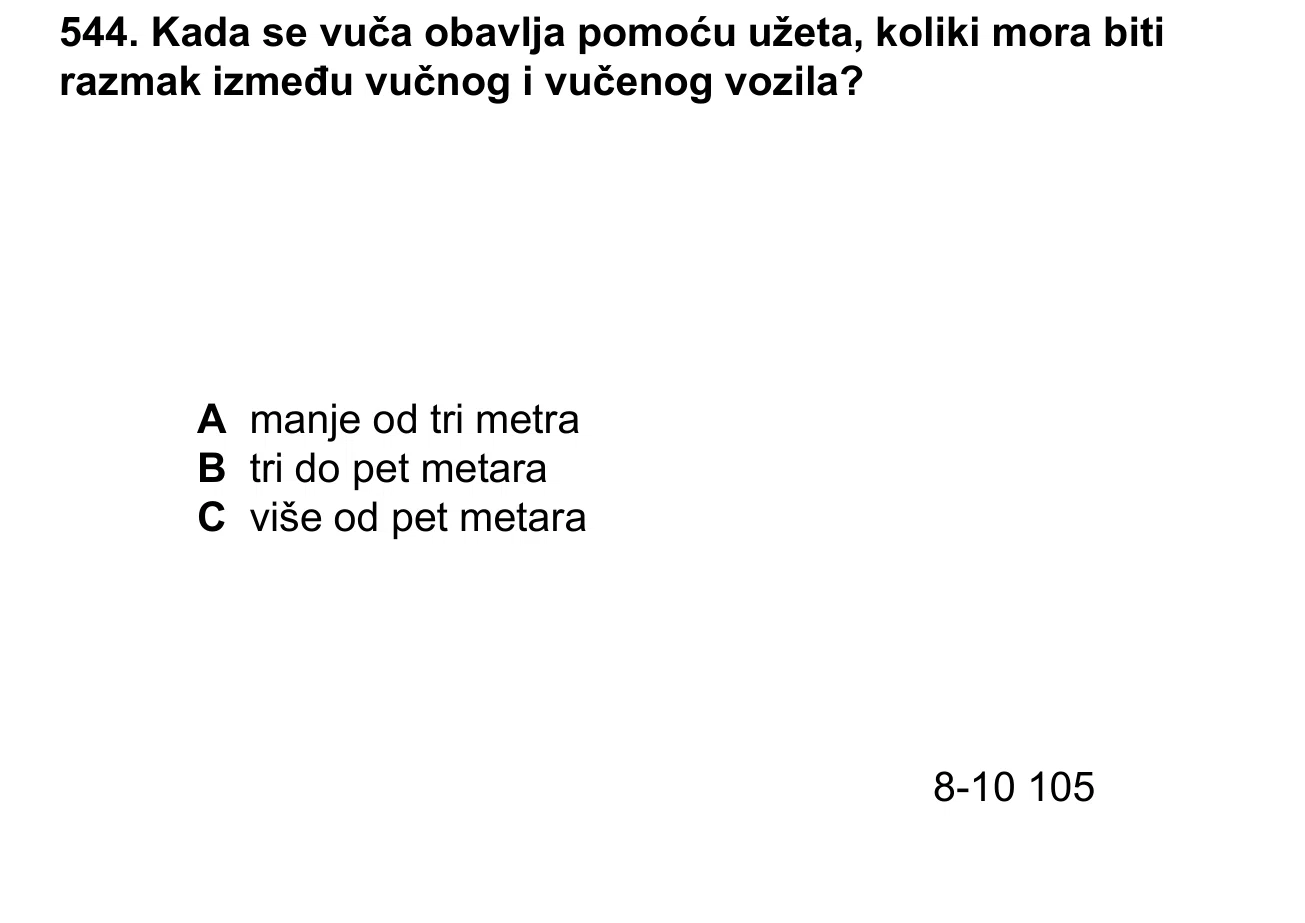 544. Kada se vuča obavlja pomoću užeta, koliki mora biti
razmak između vučnog i vučenog vozila?
A manje od tri metra
B tri do pet metara
C više od pet metara
8-10 105